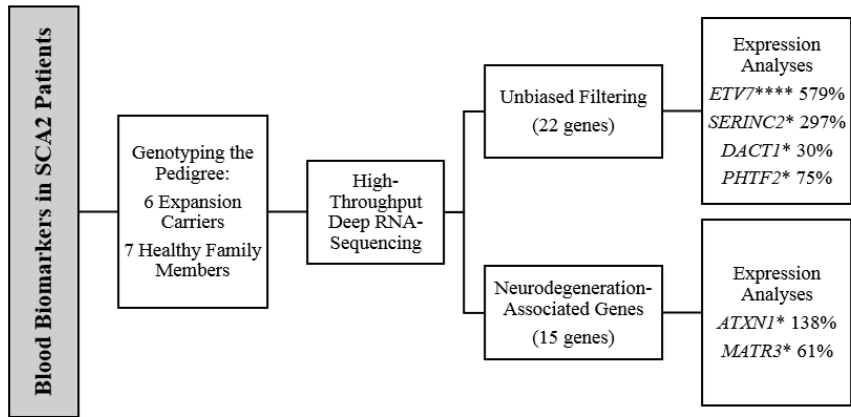 Blood Biomarkers in SCA2 Patients
Genotyping the
Pedigree:
6 Expansion
Carriers
7 Healthy Family
Members
High-
Throughput
Deep RNA-
Sequencing
Unbiased Filtering
(22 genes)
Expression
Analyses
ETV7**** 579%
SERINC2* 297%
DACT1* 30%
PHTF2* 75%
Neurodegeneration-
Associated Genes
(15 genes)
Expression
Analyses
ATXN1* 138%
MATR3* 61%